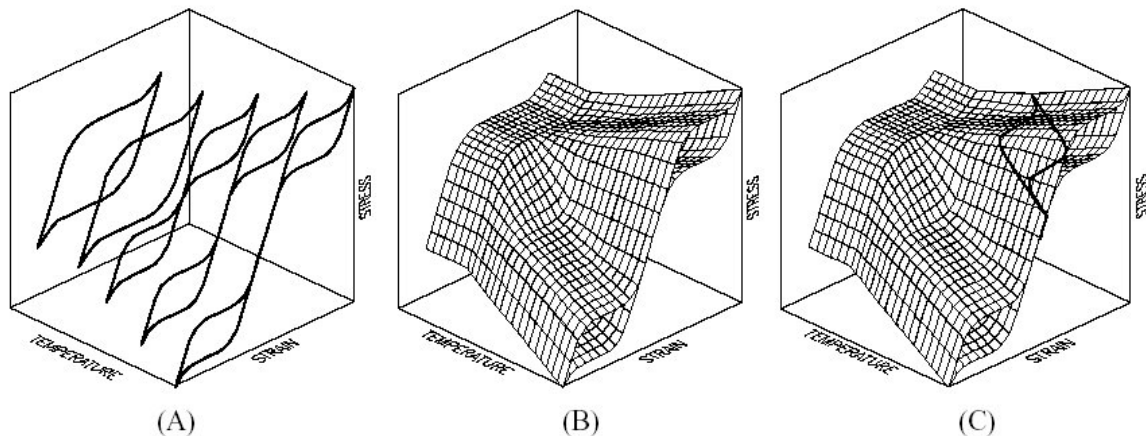 TEMPERATURE
STRAIN
STRESS
(A)
TEMPERATURE
STRAIN
STRESS
(B)
TEMPERATURE
STRAIN
STRESS
(C)